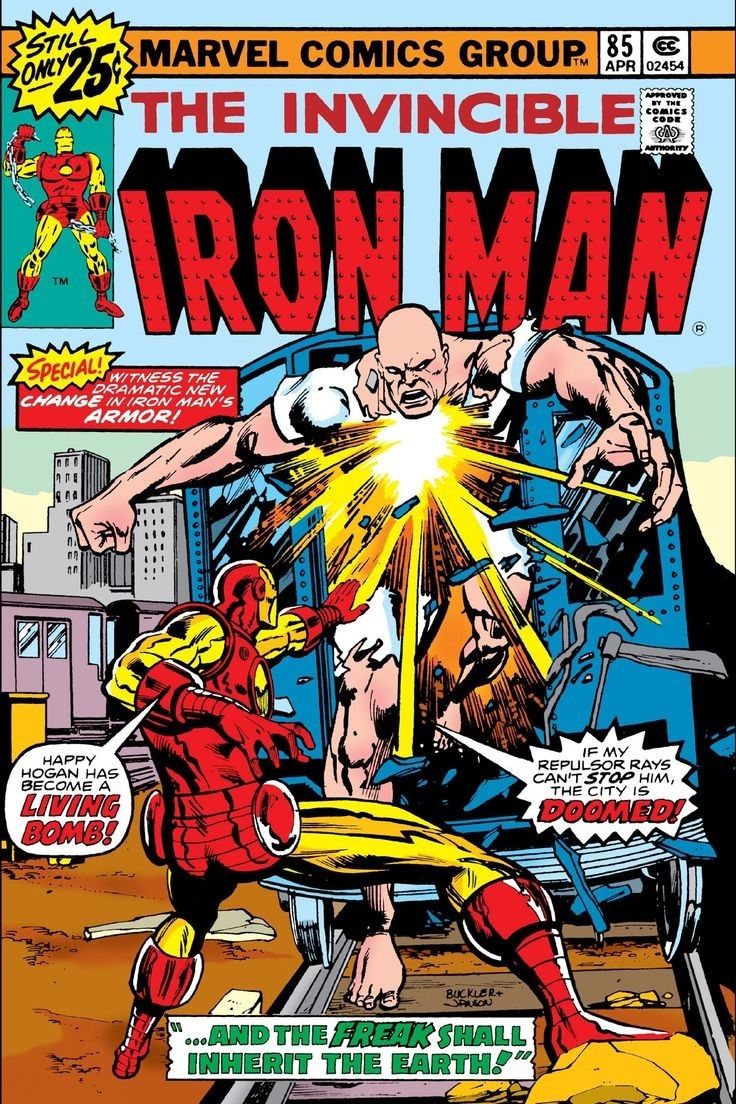 STILL
ONLY 25¢
MARVEL COMICS GROUP TM
85
APR
CC
02454
APPROVED
BY THE
COMICS
CODE
CAC
AUTHORITY
THE INVINCIBLE
IRON MAN
®
TM
SPECIAL! WITNESS THE
DRAMATIC NEW
CHANGE IN IRON MAN'S
ARMOR!
HAPPY
HOGAN HAS
BECOME A
LIVING
BOMB!
IF MY
REPULSOR RAYS
CAN'T STOP HIM,
THE CITY IS
DOOMED!
BUCKLER +
JANSON
"...AND THE FREAK SHALL
INHERIT THE EARTH!"